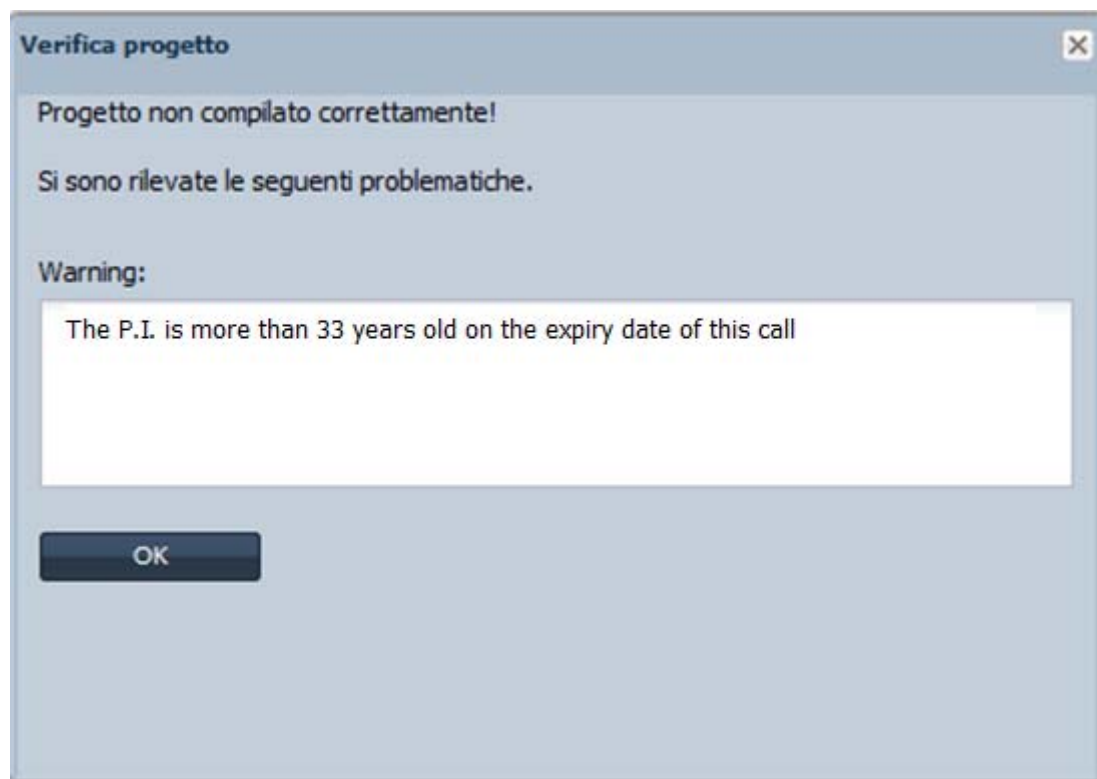 Verifica progetto
Progetto non compilato correttamente!
Si sono rilevate le seguenti problematiche.
Warning:
The P.I. is more than 33 years old on the expiry date of this call
OK